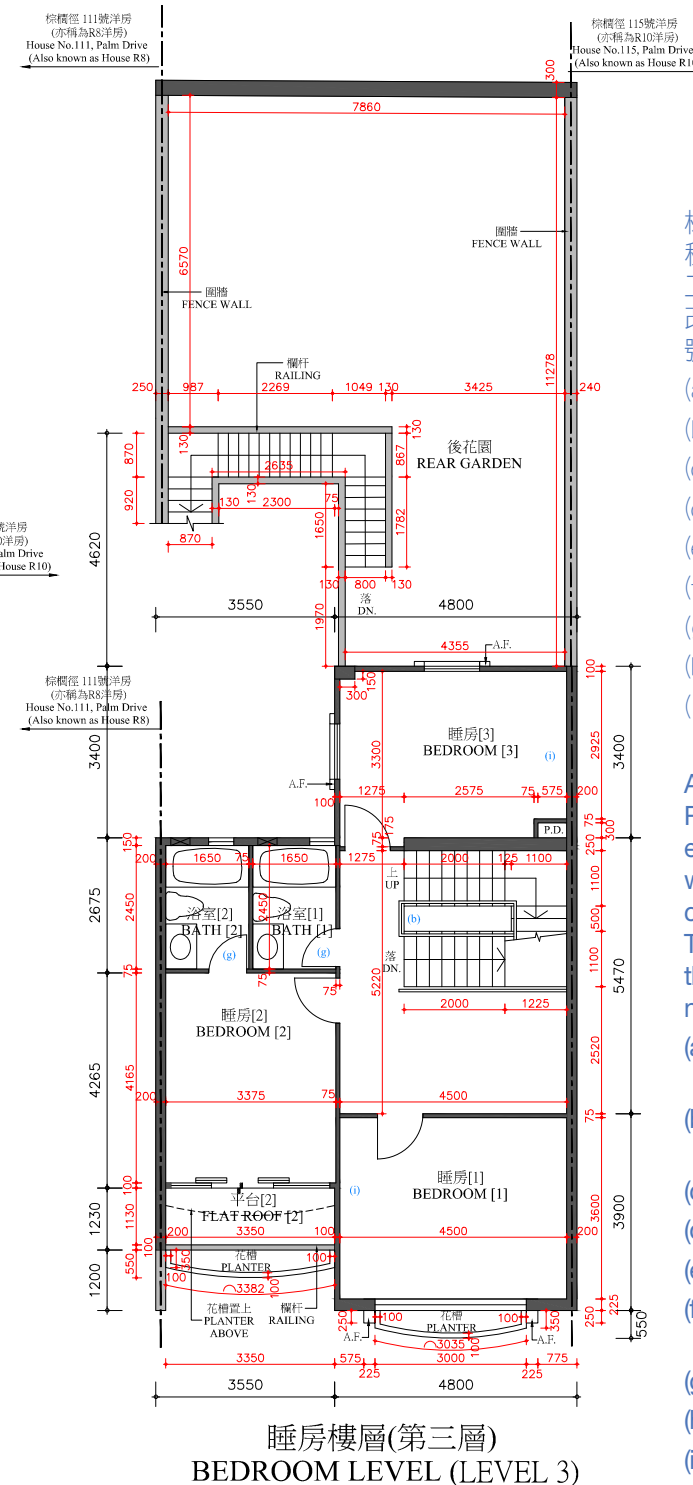 棕櫚徑 111號洋房
(亦稱為R8洋房)
House No.111, Palm Drive
(Also known as House R8)
棕櫚徑 115號洋房
(亦稱為R10洋房)
House No.115, Palm Drive
(Also known as House R10
300
7860
圍牆
FENCE WALL
6570
圍牆
FENCE WALL
11278
欄杆
RAILING
250
987
2269
1049
130
3425
240
130
130
870
867
後花園
REAR GARDEN
2635
920
130
130
2300
75
1650
1782
號洋房
0洋房)
alm Drive
House R10)
870
4620
130
800
130
落
DN.
3550
4800
1970
4355
A.F.
棕櫚徑 111號洋房
(亦稱為R8洋房)
House No.111, Palm Drive
(Also known as House R8)
150
100
300
睡房[3]
BEDROOM [3]
(i)
3400
3300
2925
3400
A.F.
100
1275
2575
75
575
200
P.D.
75
300
175
75
150
250
200
1650
75
1650
1275
2000
125
1100
上
UP
1100
2675
2450
2450
浴室[2]
BATH [2]
浴室[1]
BATH [1]
(b)
500
(g)
(g)
落
DN.
1100
5470
75
75
75
5220
2000
1225
睡房[2]
BEDROOM [2]
2520
4265
4165
200
3375
75
4500
75
睡房[1]
BEDROOM [1]
(i)
100
平台[2]
FLAT ROOF [2]
1230
1130
3600
3900
200
3350
100
4500
200
100
花槽
PLANTER
350
550
100
100
100
3382
1200
花槽置上
PLANTER
ABOVE
欄杆
RAILING
225
花槽
PLANTER
250
100
100
350
250
550
3035
100
A.F.
A.F.
3350
575
3000
775
225
225
3550
4800
睡房樓層(第三層)
BEDROOM LEVEL (LEVEL 3)